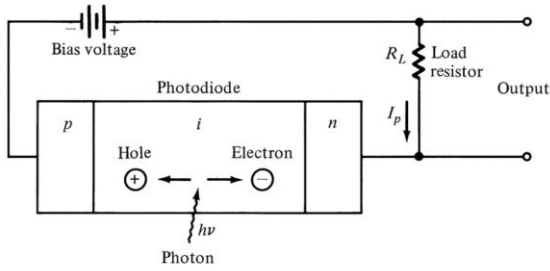 − +
Bias voltage
R_L Load
resistor
Output
Photodiode
I_p
p i n
Hole Electron
+ −
hν
Photon